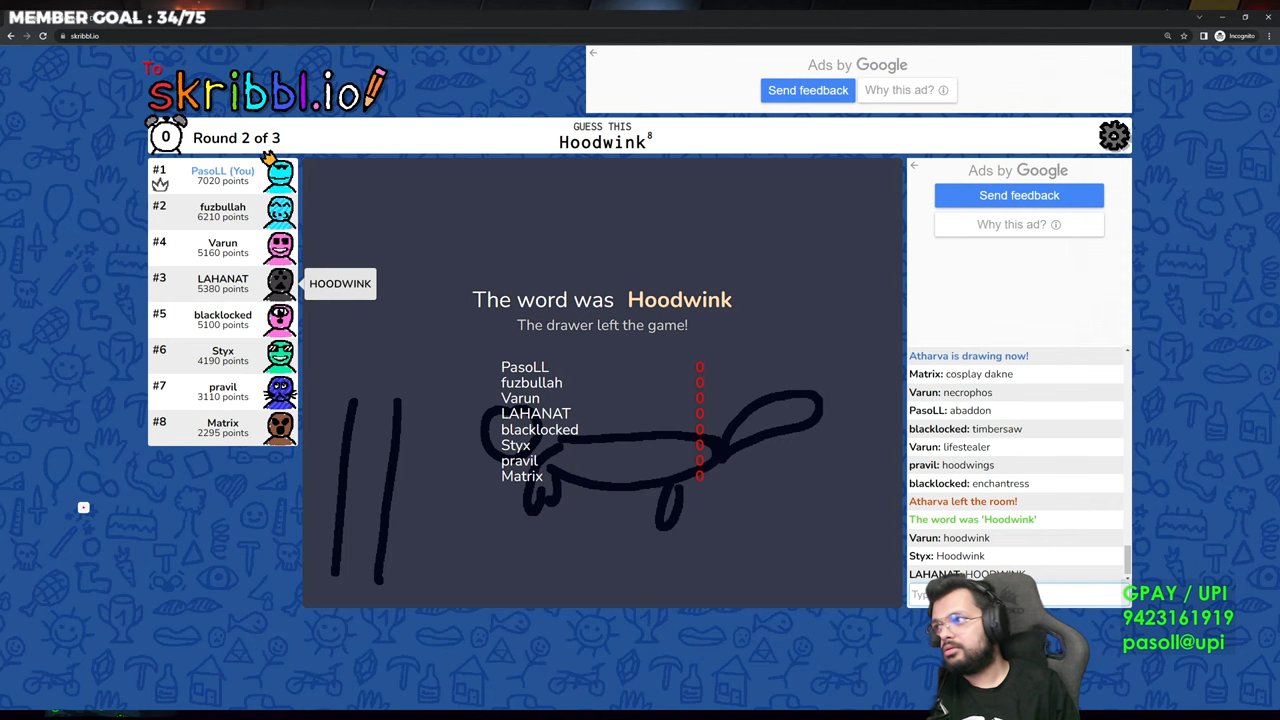 MEMBER GOAL : 34/75
skribbl.io
Incognito
To
skribbl.io
Ads by Google
Send feedback
Why this ad?
0
Round 2 of 3
GUESS THIS
Hoodwink 8
#1
PasoLL (You)
7020 points
#2
fuzbullah
6210 points
#4
Varun
5160 points
#3
LAHANAT
5380 points
HOODWINK
#5
blacklocked
5100 points
#6
Styx
4190 points
#7
pravil
3110 points
#8
Matrix
2295 points
The word was Hoodwink
The drawer left the game!
PasoLL 0
fuzbullah 0
Varun 0
LAHANAT 0
blacklocked 0
Styx 0
pravil 0
Matrix 0
Ads by Google
Send feedback
Why this ad?
Atharva is drawing now!
Matrix: cosplay dakne
Varun: necrophos
PasoLL: abaddon
blacklocked: timbersaw
Varun: lifestealer
pravil: hoodwings
blacklocked: enchantress
Atharva left the room!
The word was 'Hoodwink'
Varun: hoodwink
Styx: Hoodwink
LAHANAT: HOODWINK
GPAY / UPI
9423161919
pasoll@upi